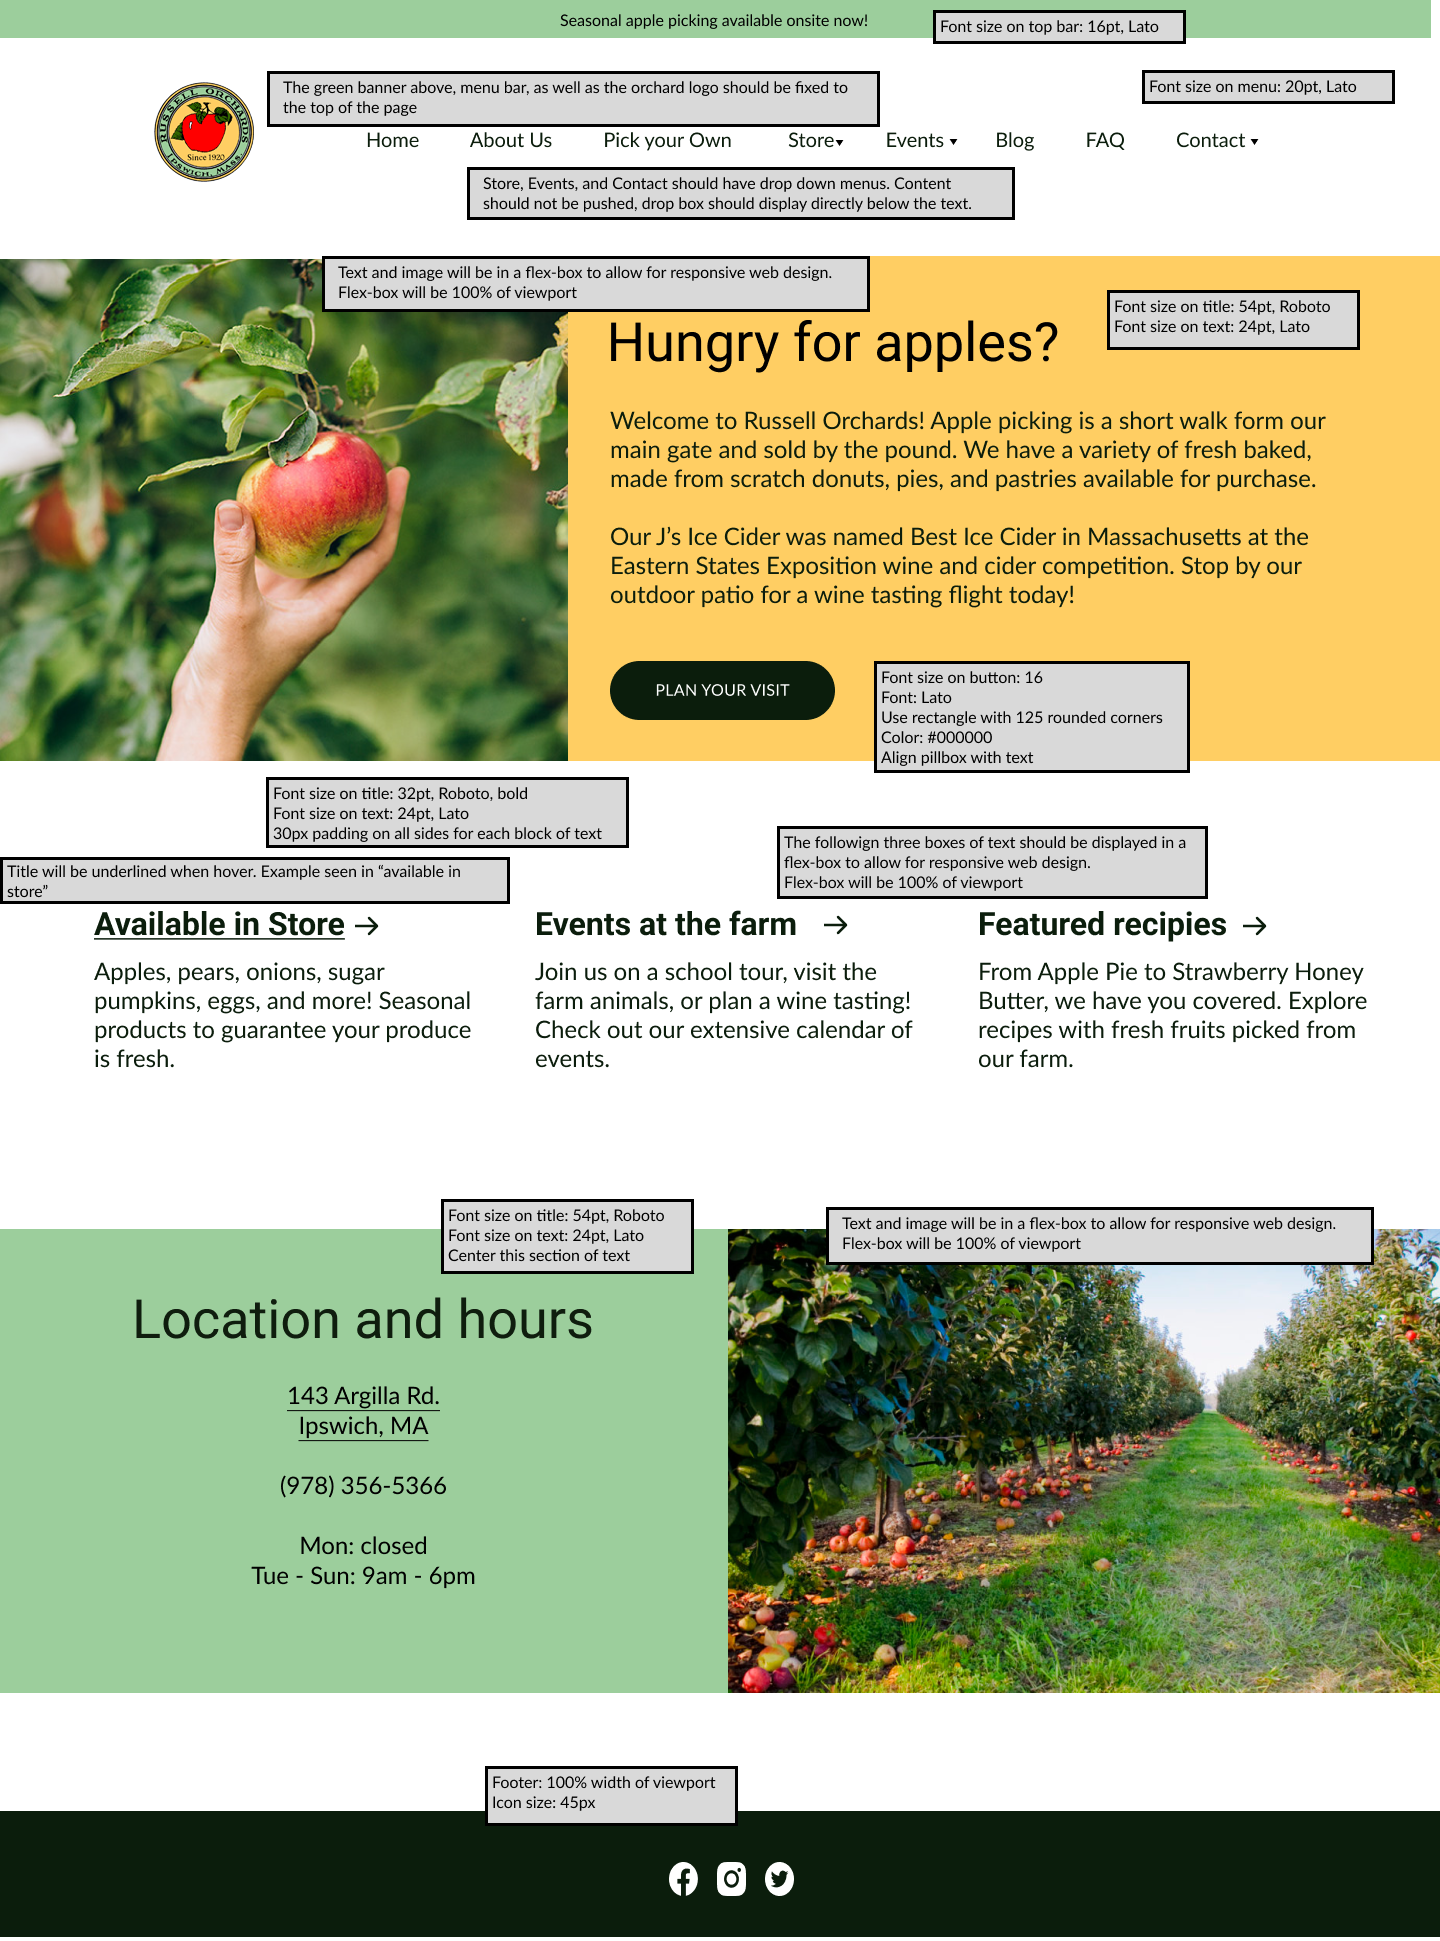 Seasonal apple picking available onsite now!
Font size on top bar: 16pt, Lato
The green banner above, menu bar, as well as the orchard logo should be fixed to
the top of the page
Font size on menu: 20pt, Lato
RUSSELL ORCHARDS
Since 1920
IPSWICH, MASS.
Home About Us Pick your Own Store Events Blog FAQ Contact
Store, Events, and Contact should have drop down menus. Content
should not be pushed, drop box should display directly below the text.
Text and image will be in a flex-box to allow for responsive web design.
Flex-box will be 100% of viewport
Font size on title: 54pt, Roboto
Font size on text: 24pt, Lato
Hungry for apples?
Welcome to Russell Orchards! Apple picking is a short walk form our
main gate and sold by the pound. We have a variety of fresh baked,
made from scratch donuts, pies, and pastries available for purchase.
Our J’s Ice Cider was named Best Ice Cider in Massachusetts at the
Eastern States Exposition wine and cider competition. Stop by our
outdoor patio for a wine tasting flight today!
PLAN YOUR VISIT
Font size on button: 16
Font: Lato
Use rectangle with 125 rounded corners
Color: #000000
Align pillbox with text
Font size on title: 32pt, Roboto, bold
Font size on text: 24pt, Lato
30px padding on all sides for each block of text
The followign three boxes of text should be displayed in a
flex-box to allow for responsive web design.
Flex-box will be 100% of viewport
Title will be underlined when hover. Example seen in “available in
store”
Available in Store →
Apples, pears, onions, sugar
pumpkins, eggs, and more! Seasonal
products to guarantee your produce
is fresh.
Events at the farm →
Join us on a school tour, visit the
farm animals, or plan a wine tasting!
Check out our extensive calendar of
events.
Featured recipies →
From Apple Pie to Strawberry Honey
Butter, we have you covered. Explore
recipes with fresh fruits picked from
our farm.
Font size on title: 54pt, Roboto
Font size on text: 24pt, Lato
Center this section of text
Text and image will be in a flex-box to allow for responsive web design.
Flex-box will be 100% of viewport
Location and hours
143 Argilla Rd.
Ipswich, MA
(978) 356-5366
Mon: closed
Tue - Sun: 9am - 6pm
Footer: 100% width of viewport
Icon size: 45px